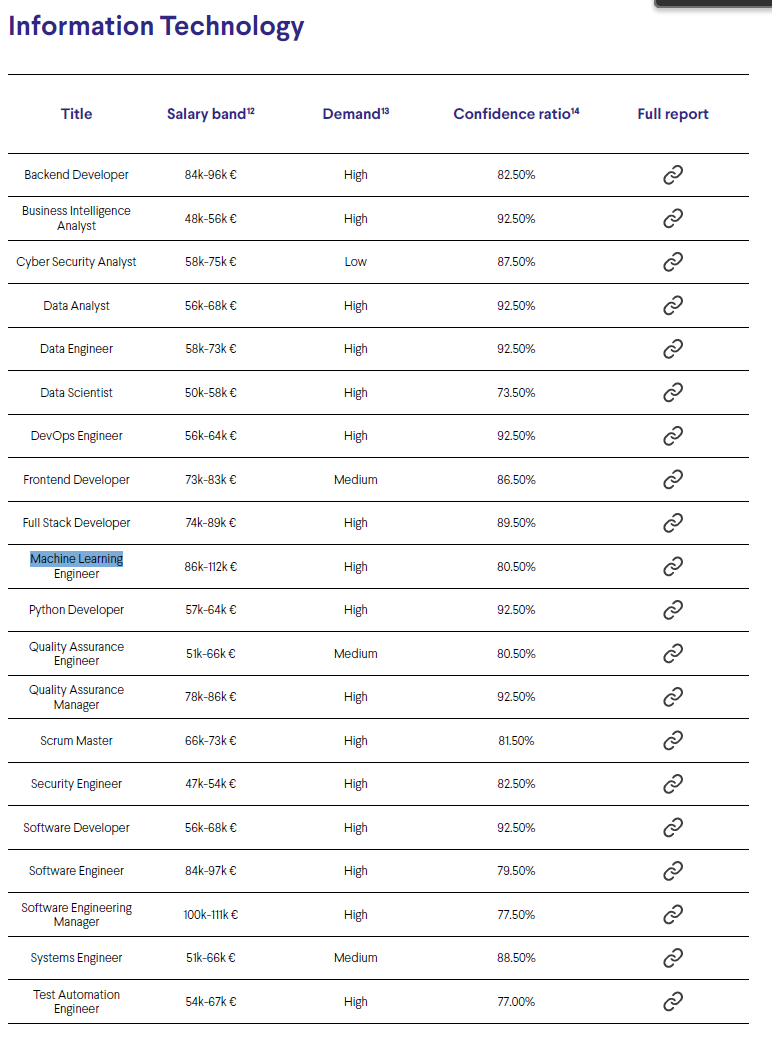 Information Technology
Title Salary band¹² Demand¹³ Confidence ratio¹⁴ Full report
Backend Developer 84k-96k € High 82.50%
Business Intelligence
Analyst 48k-56k € High 92.50%
Cyber Security Analyst 58k-75k € Low 87.50%
Data Analyst 56k-68k € High 92.50%
Data Engineer 58k-73k € High 92.50%
Data Scientist 50k-58k € High 73.50%
DevOps Engineer 56k-64k € High 92.50%
Frontend Developer 73k-83k € Medium 86.50%
Full Stack Developer 74k-89k € High 89.50%
Machine Learning
Engineer 86k-112k € High 80.50%
Python Developer 57k-64k € High 92.50%
Quality Assurance
Engineer 51k-66k € Medium 80.50%
Quality Assurance
Manager 78k-86k € High 92.50%
Scrum Master 66k-73k € High 81.50%
Security Engineer 47k-54k € High 82.50%
Software Developer 56k-68k € High 92.50%
Software Engineer 84k-97k € High 79.50%
Software Engineering
Manager 100k-111k € High 77.50%
Systems Engineer 51k-66k € Medium 88.50%
Test Automation
Engineer 54k-67k € High 77.00%